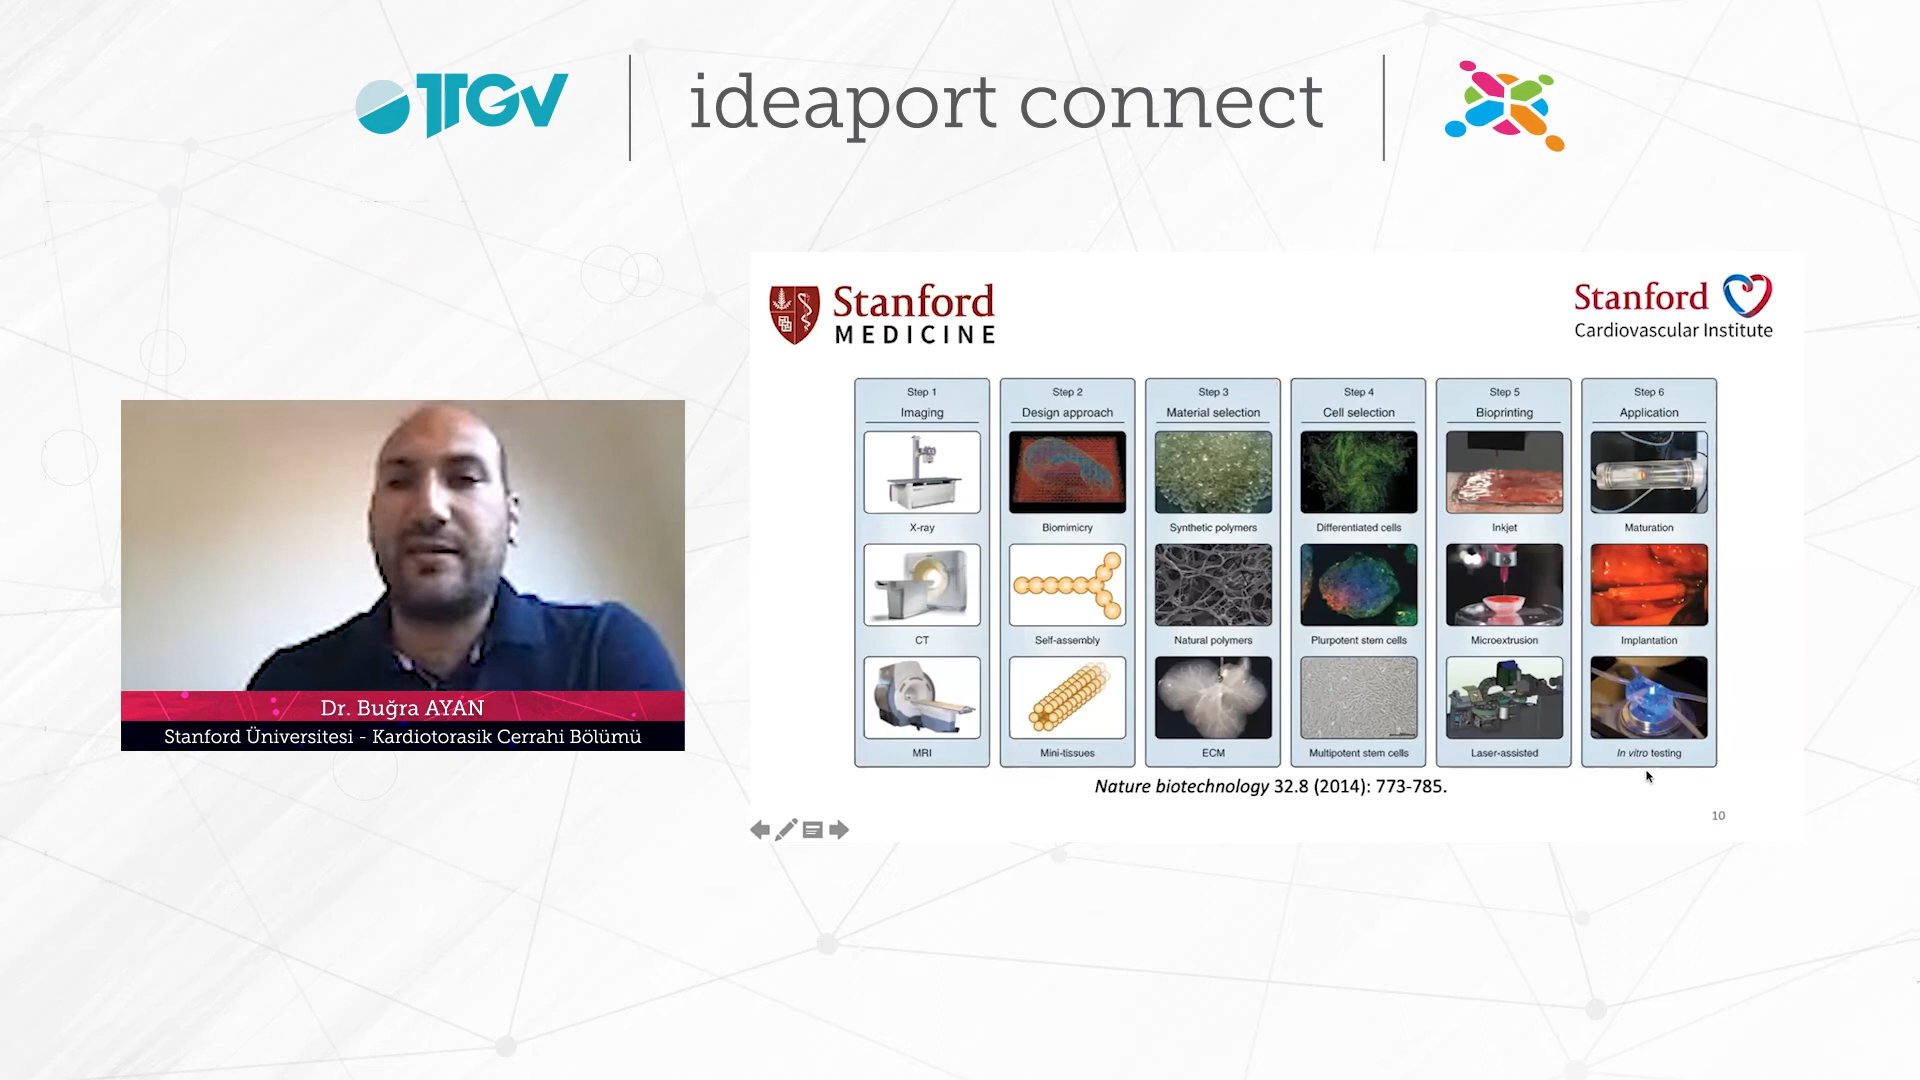 TTGV
ideaport connect
Stanford
MEDICINE
Stanford
Cardiovascular Institute
Step 1
Imaging
X-ray
CT
MRI
Step 2
Design approach
Biomimicry
Self-assembly
Mini-tissues
Step 3
Material selection
Synthetic polymers
Natural polymers
ECM
Step 4
Cell selection
Differentiated cells
Plurpotent stem cells
Multipotent stem cells
Step 5
Bioprinting
Inkjet
Microextrusion
Laser-assisted
Step 6
Application
Maturation
Implantation
In vitro testing
Nature biotechnology 32.8 (2014): 773-785.
10
Dr. Buğra AYAN
Stanford Üniversitesi - Kardiotorasik Cerrahi Bölümü